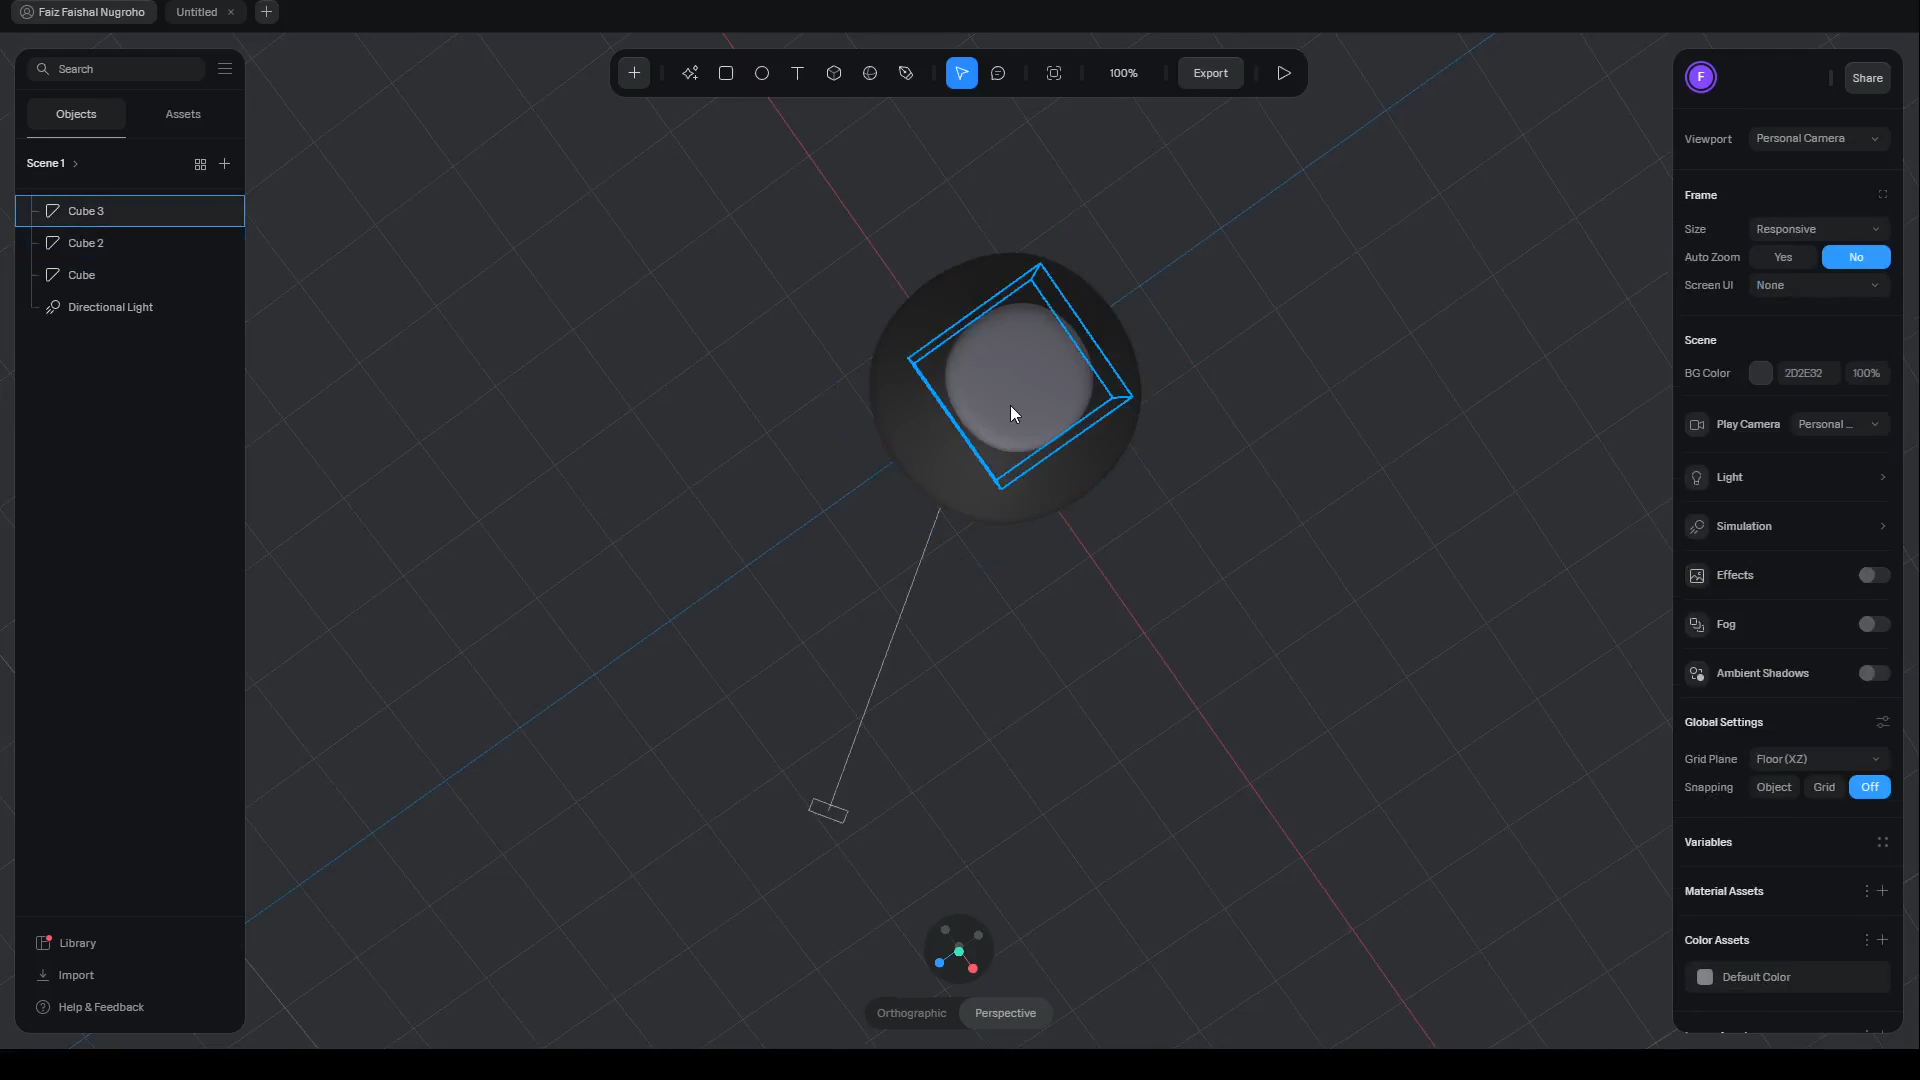 Faiz Faishal Nugroho
Untitled
Search
Objects
Assets
Scene 1
Cube 3
Cube 2
Cube
Directional Light
Library
Import
Help & Feedback
100%
Export
Orthographic
Perspective
F
Share
Viewport
Personal Camera
Frame
Size
Responsive
Auto Zoom
Yes
No
Screen UI
None
Scene
BG Color
2D2E32
100%
Play Camera
Personal ...
Light
Simulation
Effects
Fog
Ambient Shadows
Global Settings
Grid Plane
Floor (XZ)
Snapping
Object
Grid
Off
Variables
Material Assets
Color Assets
Default Color